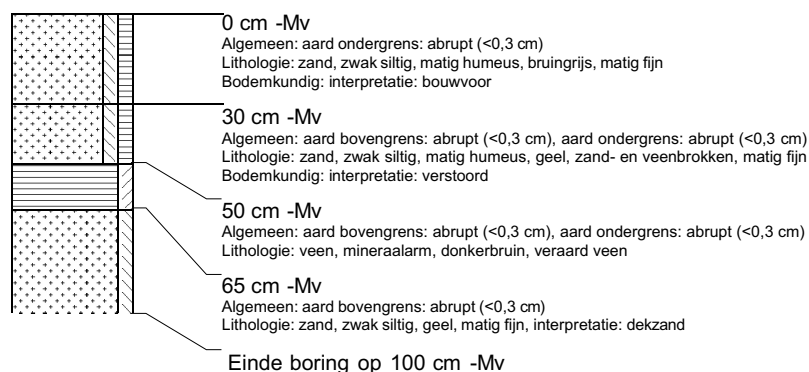 0 cm -Mv
Algemeen: aard ondergrens: abrupt (<0,3 cm)
Lithologie: zand, zwak siltig, matig humeus, bruingrijs, matig fijn
Bodemkundig: interpretatie: bouwvoor
30 cm -Mv
Algemeen: aard bovengrens: abrupt (<0,3 cm), aard ondergrens: abrupt (<0,3 cm)
Lithologie: zand, zwak siltig, matig humeus, geel, zand- en veenbrokken, matig fijn
Bodemkundig: interpretatie: verstoord
50 cm -Mv
Algemeen: aard bovengrens: abrupt (<0,3 cm), aard ondergrens: abrupt (<0,3 cm)
Lithologie: veen, mineraalarm, donkerbruin, veraard veen
65 cm -Mv
Algemeen: aard bovengrens: abrupt (<0,3 cm)
Lithologie: zand, zwak siltig, geel, matig fijn, interpretatie: dekzand
Einde boring op 100 cm -Mv